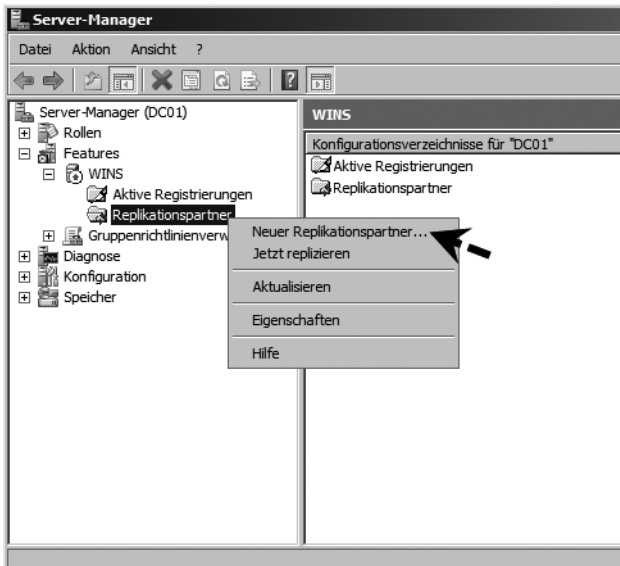 Server-Manager
Datei Aktion Ansicht ?
Server-Manager (DC01)
Rollen
Features
WINS
Aktive Registrierungen
Replikationspartner
Gruppenrichtlinienverw
Diagnose
Konfiguration
Speicher
WINS
Konfigurationsverzeichnisse für "DC01"
Aktive Registrierungen
Replikationspartner
Neuer Replikationspartner...
Jetzt replizieren
Aktualisieren
Eigenschaften
Hilfe